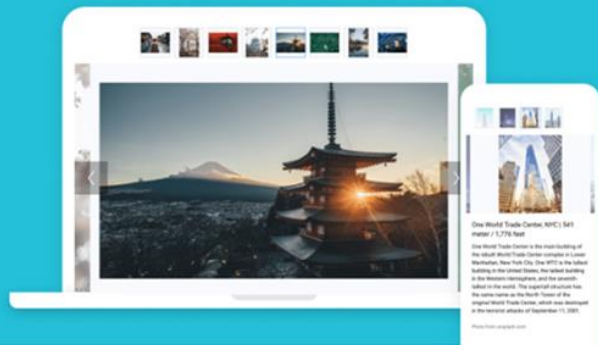 One World Trade Center, NYC | 541
meter / 1,776 feet
One World Trade Center is the main building of
the rebuilt World Trade Center complex in Lower
Manhattan, New York City. One WTC is the tallest
building in the United States, the tallest building
in the Western Hemisphere, and the seventh-
tallest in the world. The supertall structure has
the same name as the North Tower of the
original World Trade Center, which was destroyed
in the terrorist attacks of September 11, 2001.
Photo from unsplash.com